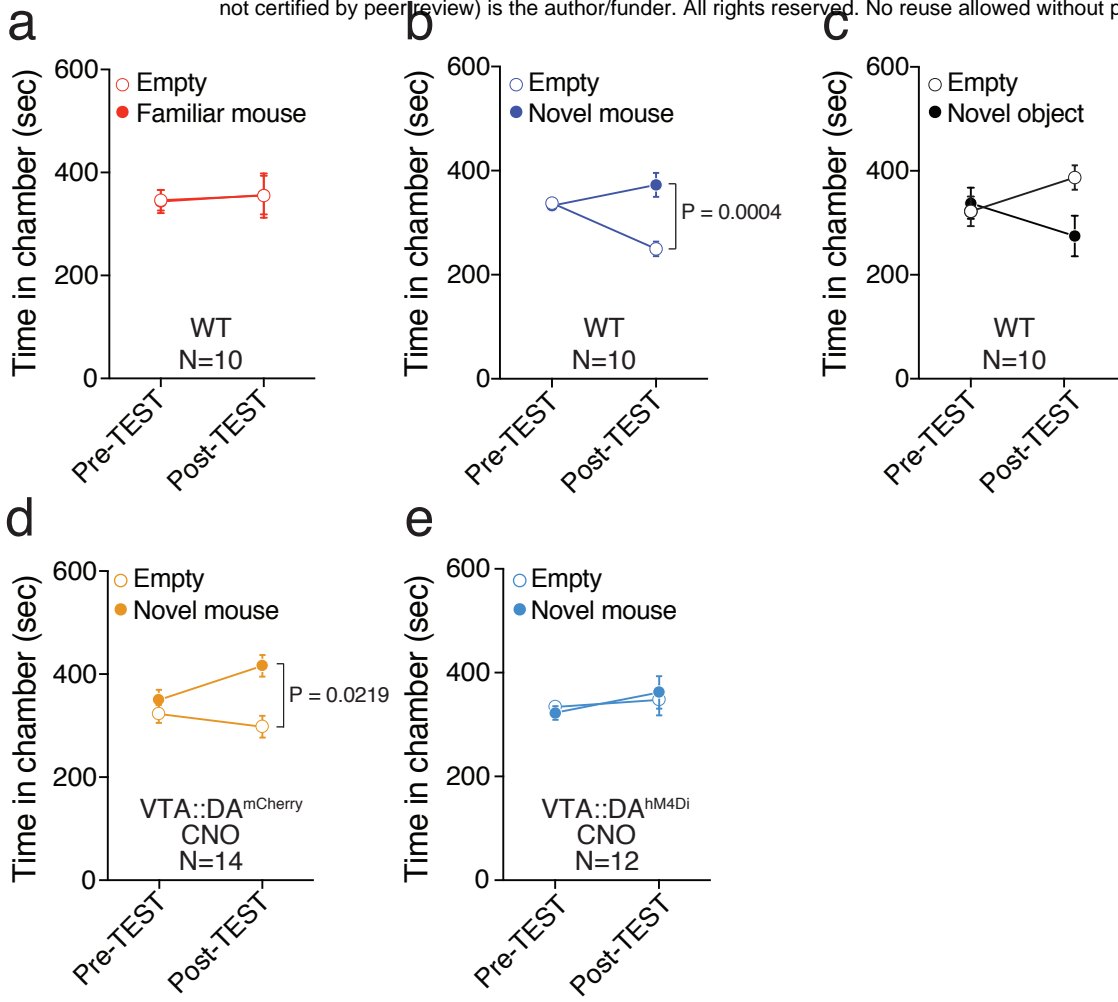 not certified by peer review) is the author/funder. All rights reserved. No reuse allowed without p
a
Time in chamber (sec)
600
400
200
0
Empty
Familiar mouse
WT
N=10
Pre-TEST
Post-TEST
b
Time in chamber (sec)
600
400
200
0
Empty
Novel mouse
P = 0.0004
WT
N=10
Pre-TEST
Post-TEST
c
Time in chamber (sec)
600
400
200
0
Empty
Novel object
WT
N=10
Pre-TEST
Post-TEST
d
Time in chamber (sec)
600
400
200
0
Empty
Novel mouse
P = 0.0219
VTA::DAmCherry
CNO
N=14
Pre-TEST
Post-TEST
e
Time in chamber (sec)
600
400
200
0
Empty
Novel mouse
VTA::DAhM4Di
CNO
N=12
Pre-TEST
Post-TEST